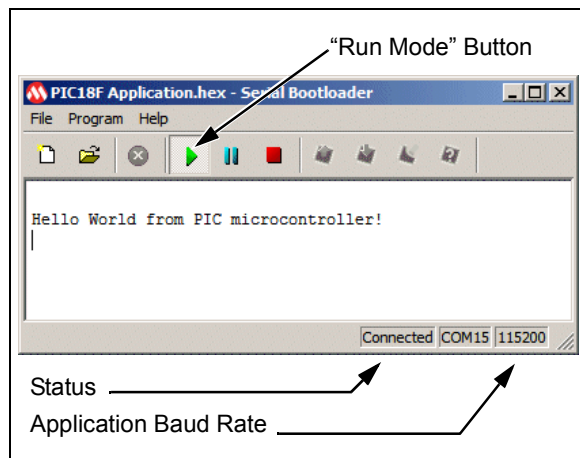 “Run Mode” Button
PIC18F Application.hex - Serial Bootloader
File Program Help
Hello World from PIC microcontroller!
Connected COM15 115200
Status
Application Baud Rate